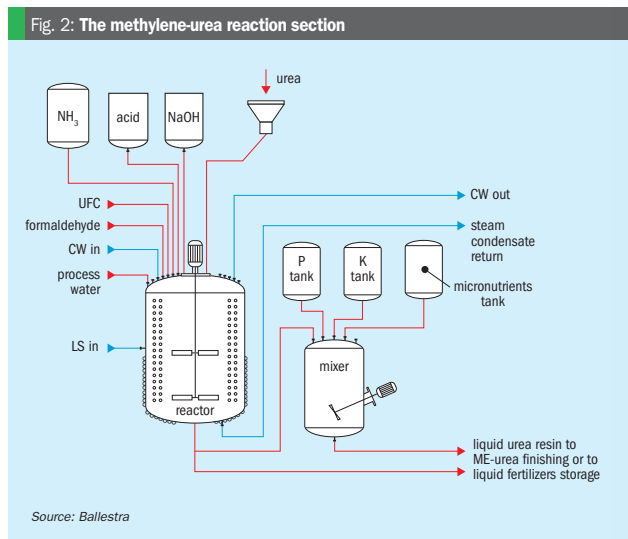 Fig. 2: The methylene-urea reaction section
urea
NH3
acid
NaOH
UFC
formaldehyde
CW in
process
water
LS in
CW out
steam
condensate
return
P
tank
K
tank
micronutrients
tank
mixer
reactor
liquid urea resin to
ME-urea finishing or to
liquid fertilizers storage
Source: Ballestra